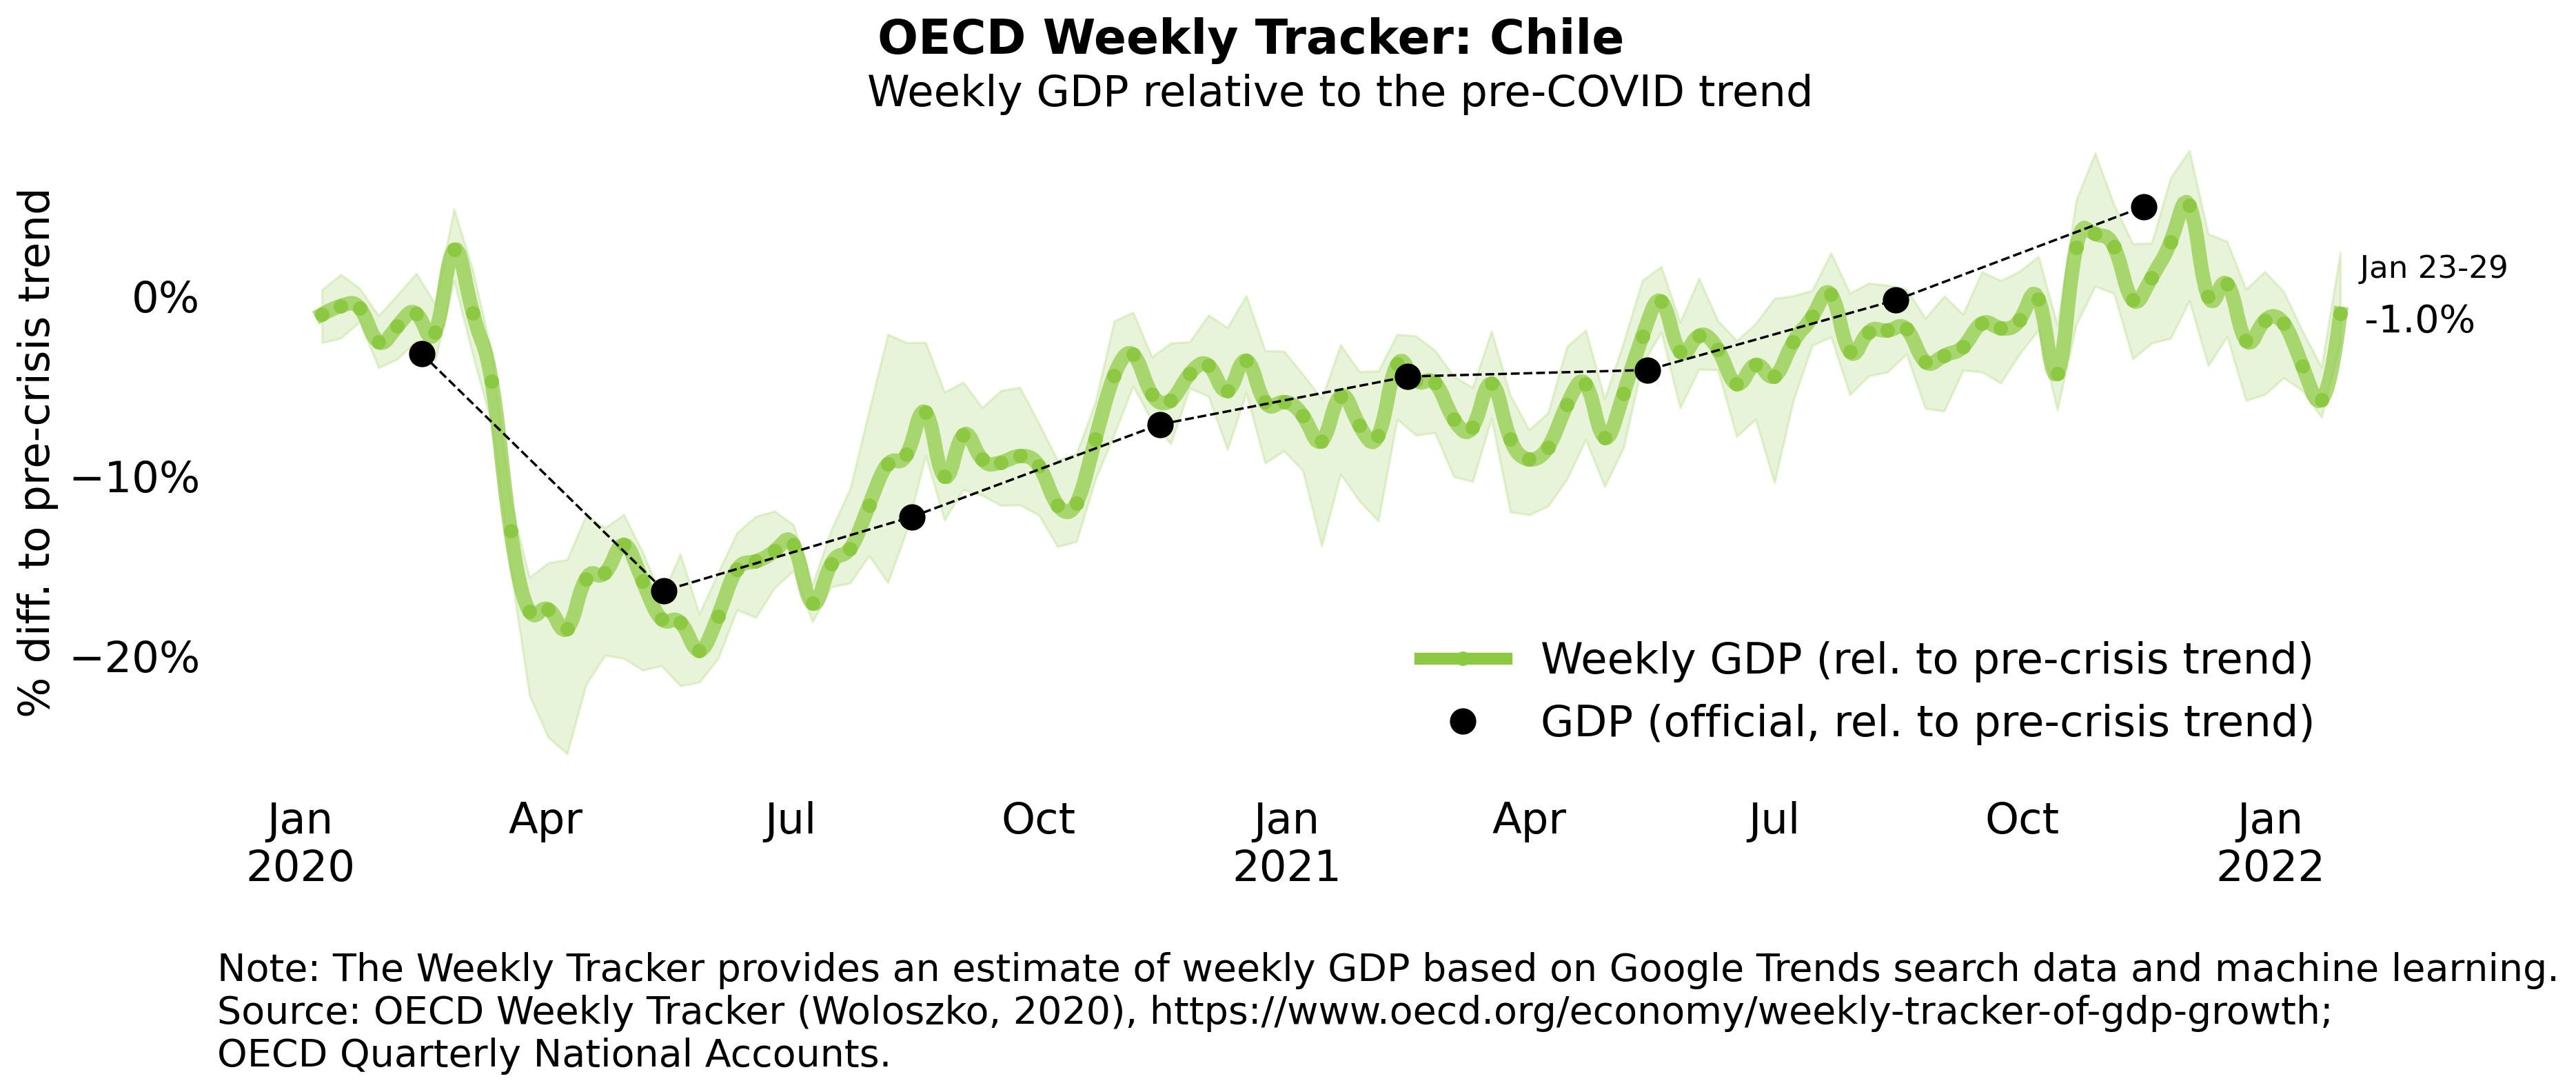 OECD Weekly Tracker: Chile
Weekly GDP relative to the pre-COVID trend
% diff. to pre-crisis trend
0%
−10%
−20%
Jan 23-29
-1.0%
Weekly GDP (rel. to pre-crisis trend)
GDP (official, rel. to pre-crisis trend)
Jan Apr Jul Oct Jan Apr Jul Oct Jan
2020 2021 2022
Note: The Weekly Tracker provides an estimate of weekly GDP based on Google Trends search data and machine learning.
Source: OECD Weekly Tracker (Woloszko, 2020), https://www.oecd.org/economy/weekly-tracker-of-gdp-growth;
OECD Quarterly National Accounts.